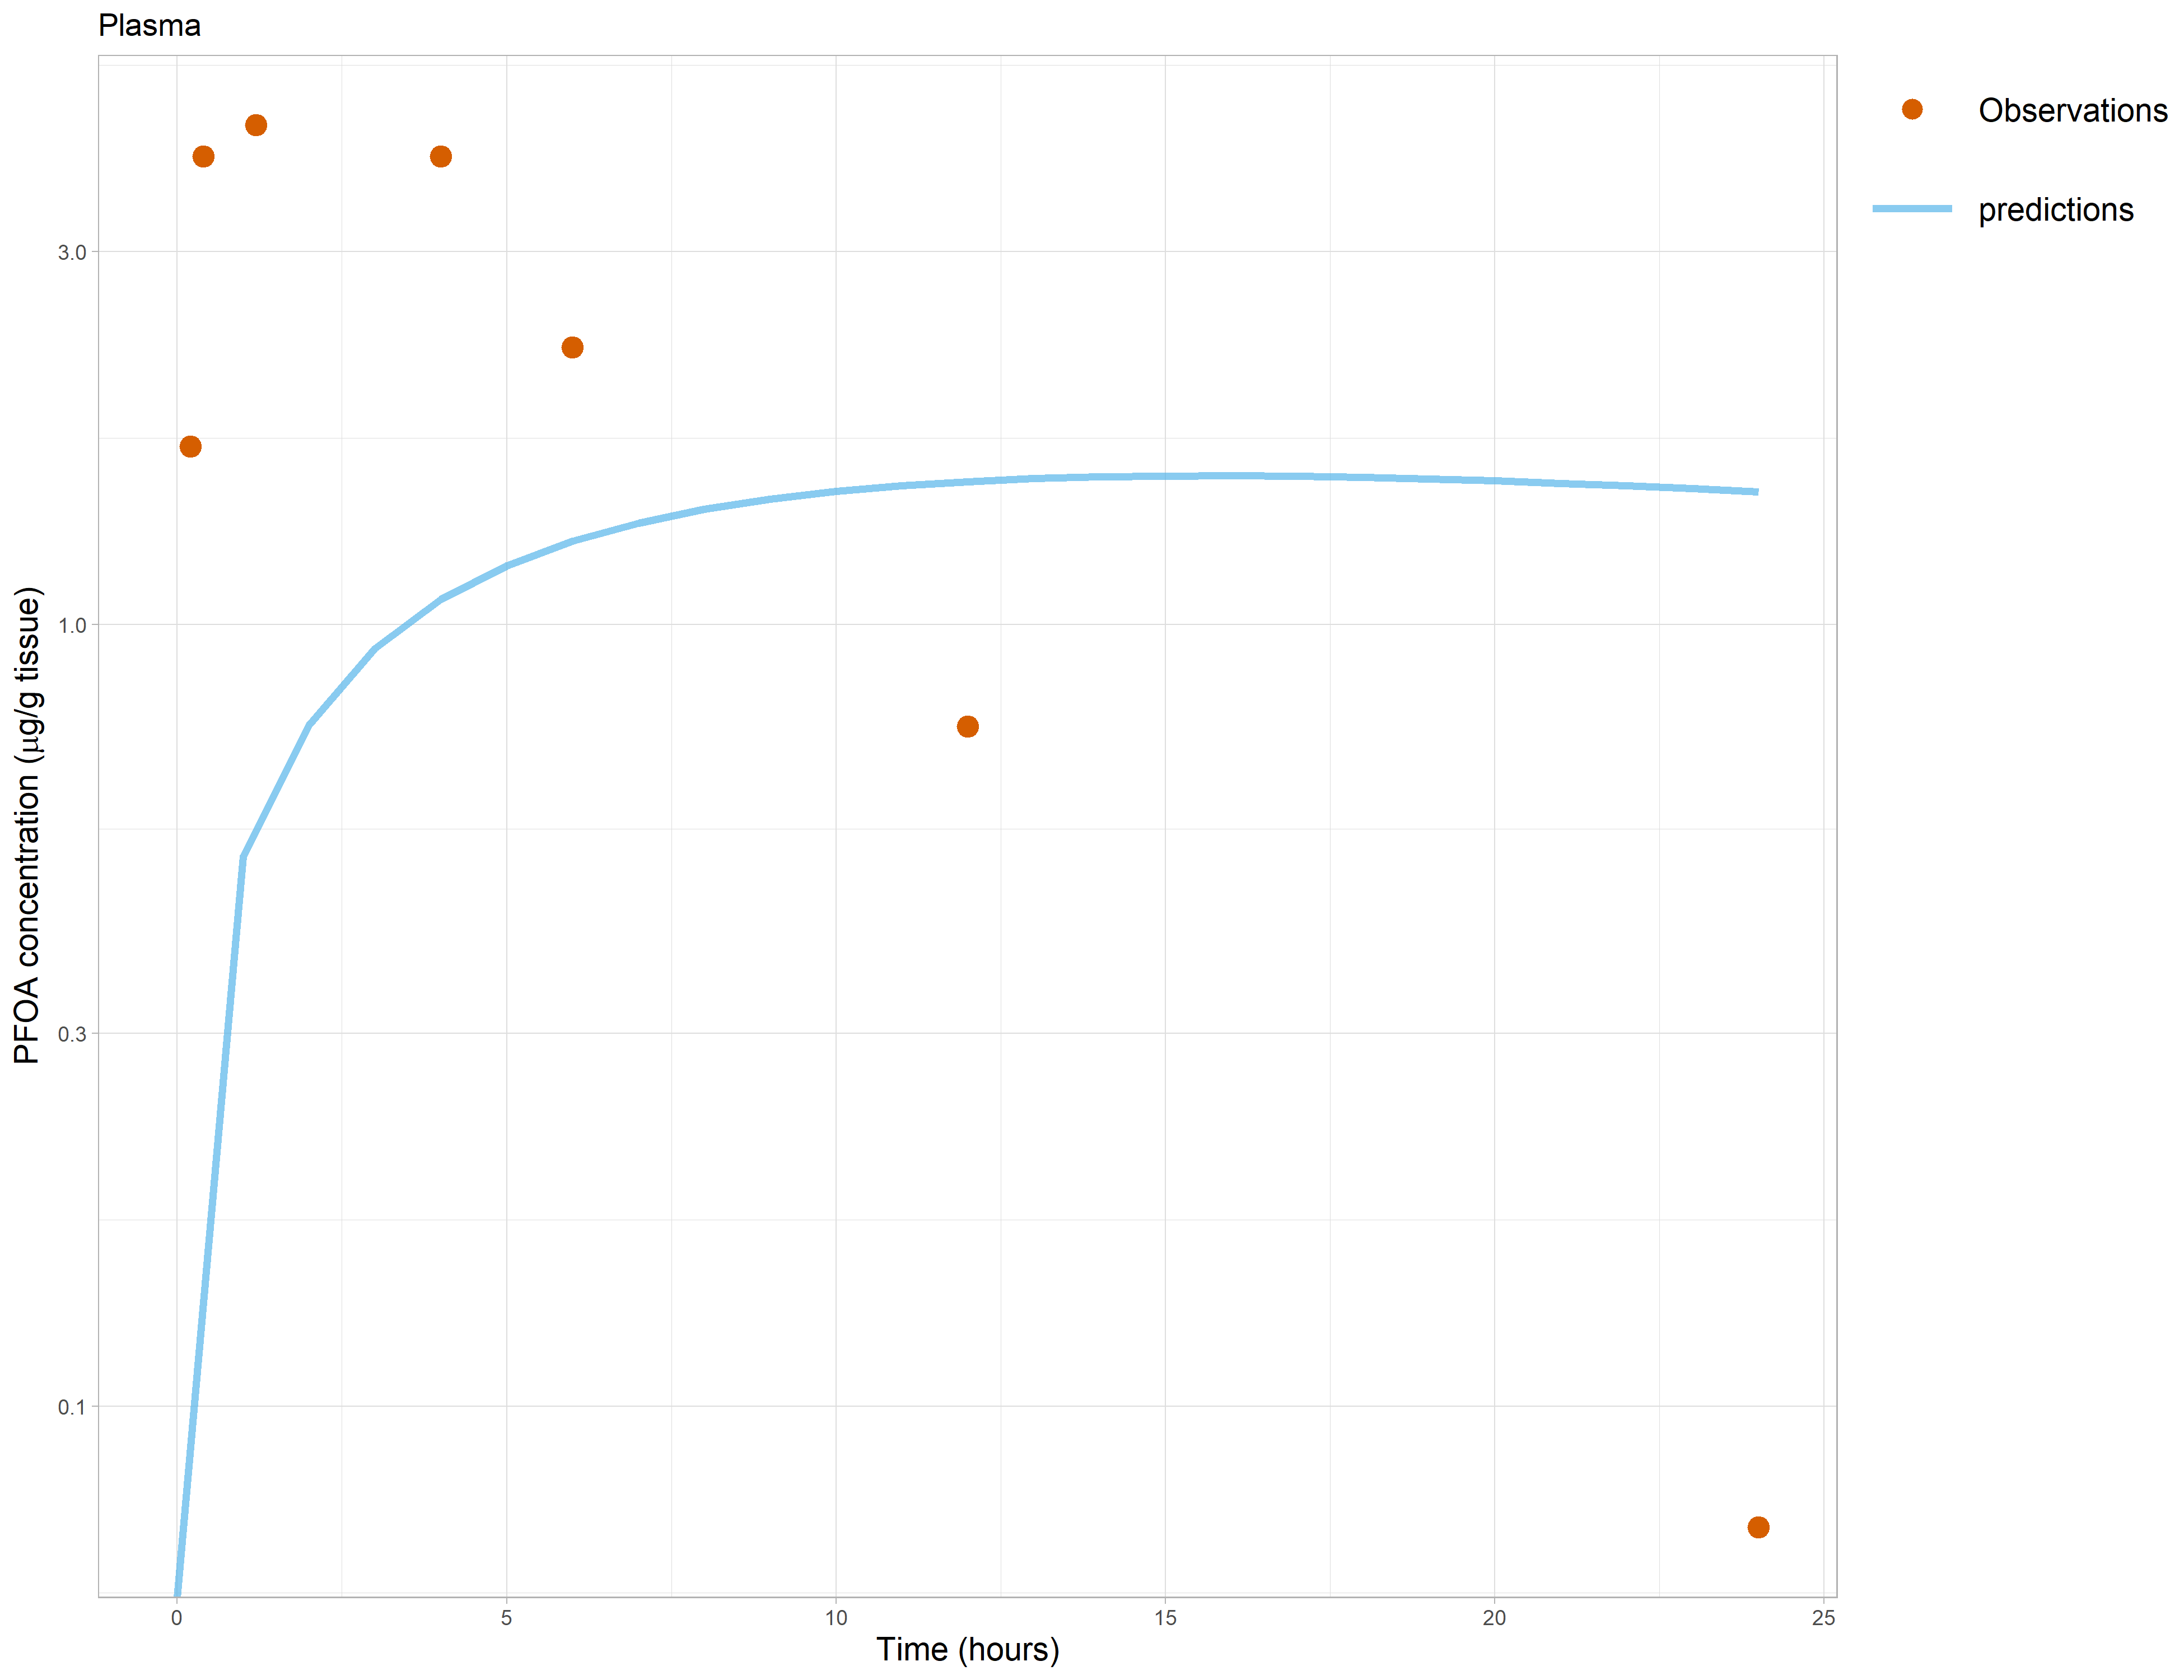 Plasma
Observations
predictions
PFOA concentration (μg/g tissue)
3.0
1.0
0.3
0.1
0 5 10 15 20 25
Time (hours)